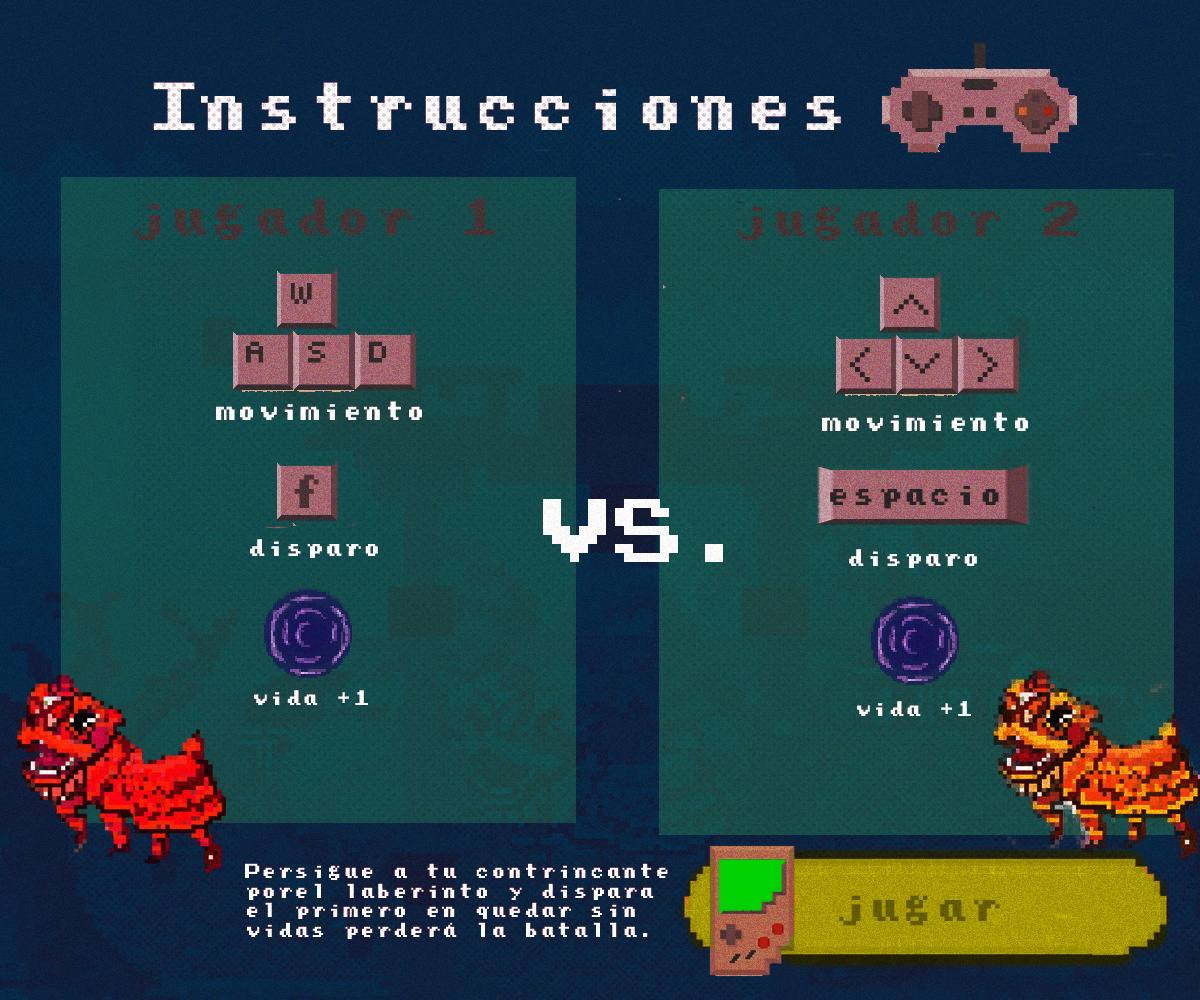 Instrucciones
jugador 1
W
A S D
movimiento
f
disparo
vida +1
vs.
jugador 2
^
< v >
movimiento
espacio
disparo
vida +1
Persigue a tu contrincante
porel laberinto y dispara
el primero en quedar sin
vidas perderá la batalla.
jugar